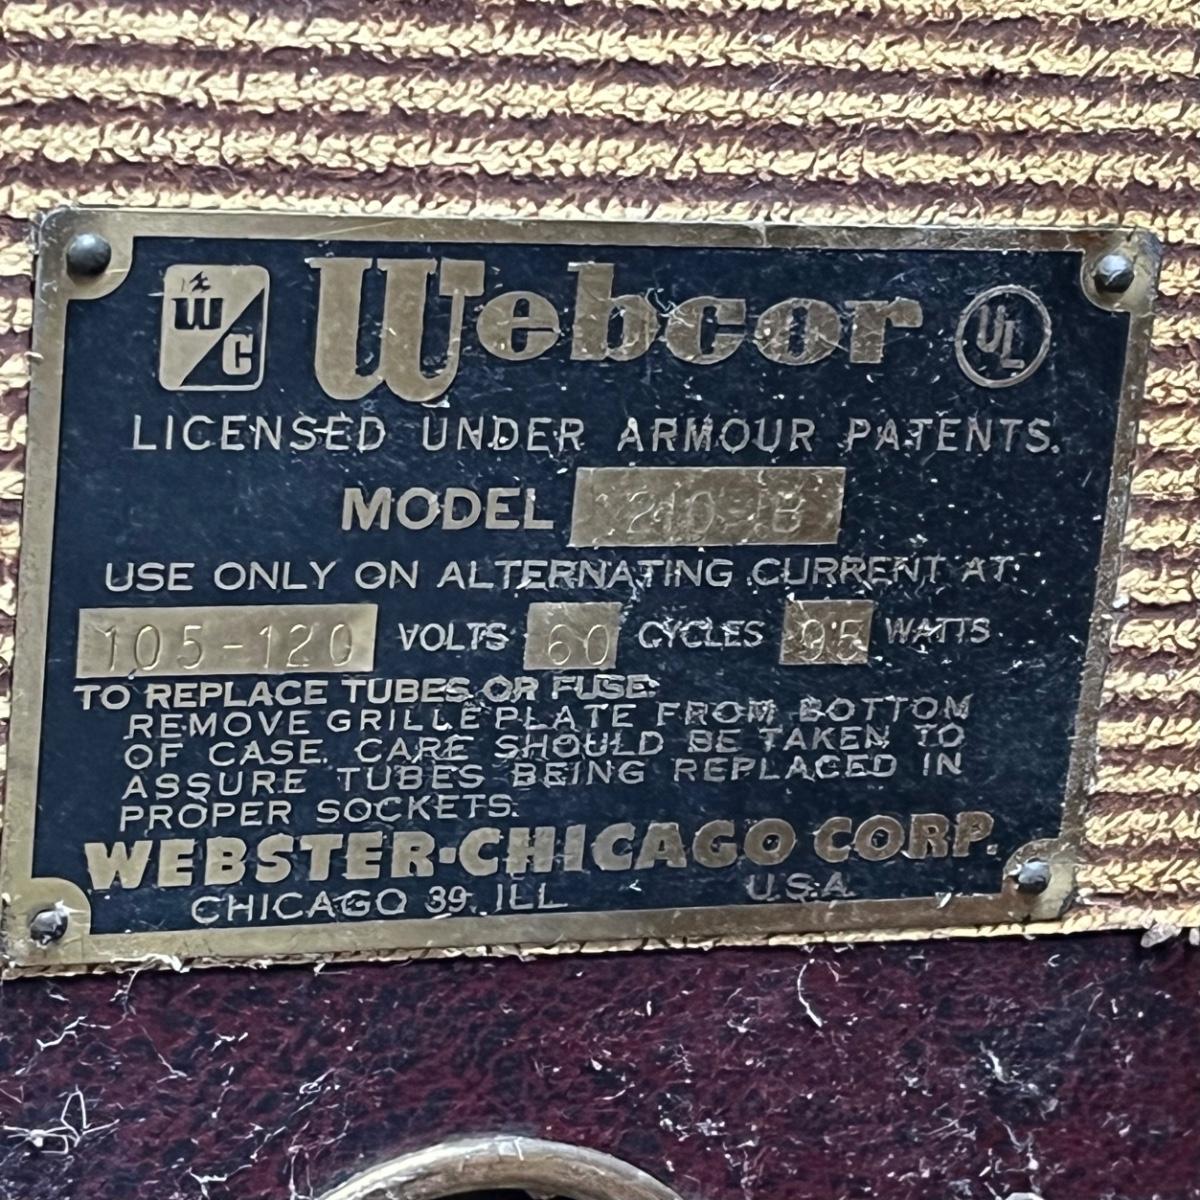 W C Webcor UL
LICENSED UNDER ARMOUR PATENTS.
MODEL
USE ONLY ON ALTERNATING CURRENT AT:
105-120 VOLTS 60 CYCLES 95 WATTS
TO REPLACE TUBES OR FUSE:
REMOVE GRILLE PLATE FROM BOTTOM
OF CASE. CARE SHOULD BE TAKEN TO
ASSURE TUBES BEING REPLACED IN
PROPER SOCKETS.
WEBSTER-CHICAGO CORP.
CHICAGO 39, ILL. U.S.A.